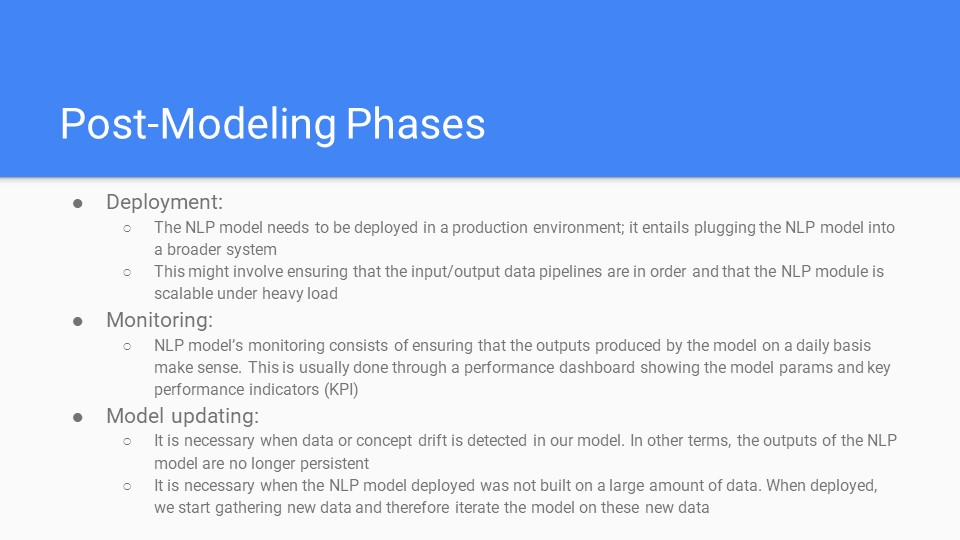 Post-Modeling Phases
● Deployment:
○ The NLP model needs to be deployed in a production environment; it entails plugging the NLP model into
a broader system
○ This might involve ensuring that the input/output data pipelines are in order and that the NLP module is
scalable under heavy load
● Monitoring:
○ NLP model’s monitoring consists of ensuring that the outputs produced by the model on a daily basis
make sense. This is usually done through a performance dashboard showing the model params and key
performance indicators (KPI)
● Model updating:
○ It is necessary when data or concept drift is detected in our model. In other terms, the outputs of the NLP
model are no longer persistent
○ It is necessary when the NLP model deployed was not built on a large amount of data. When deployed,
we start gathering new data and therefore iterate the model on these new data